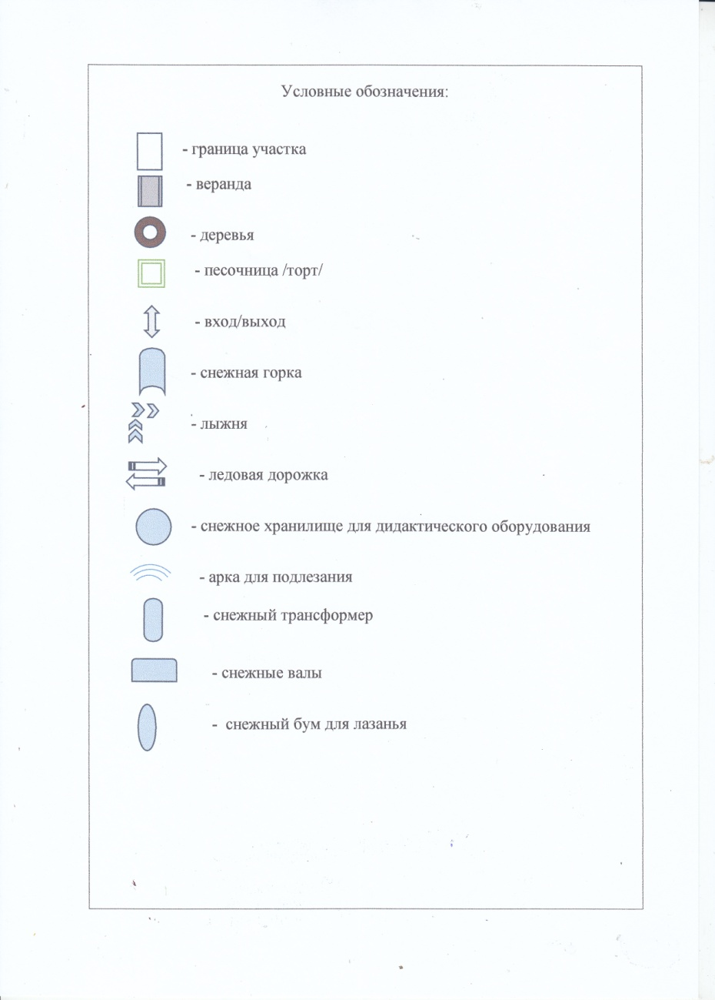 Условные обозначения:
- граница участка
- веранда
- деревья
- песочница /торт/
- вход/выход
- снежная горка
- лыжня
- ледовая дорожка
- снежное хранилище для дидактического оборудования
- арка для подлезания
- снежный трансформер
- снежные валы
- снежный бум для лазанья